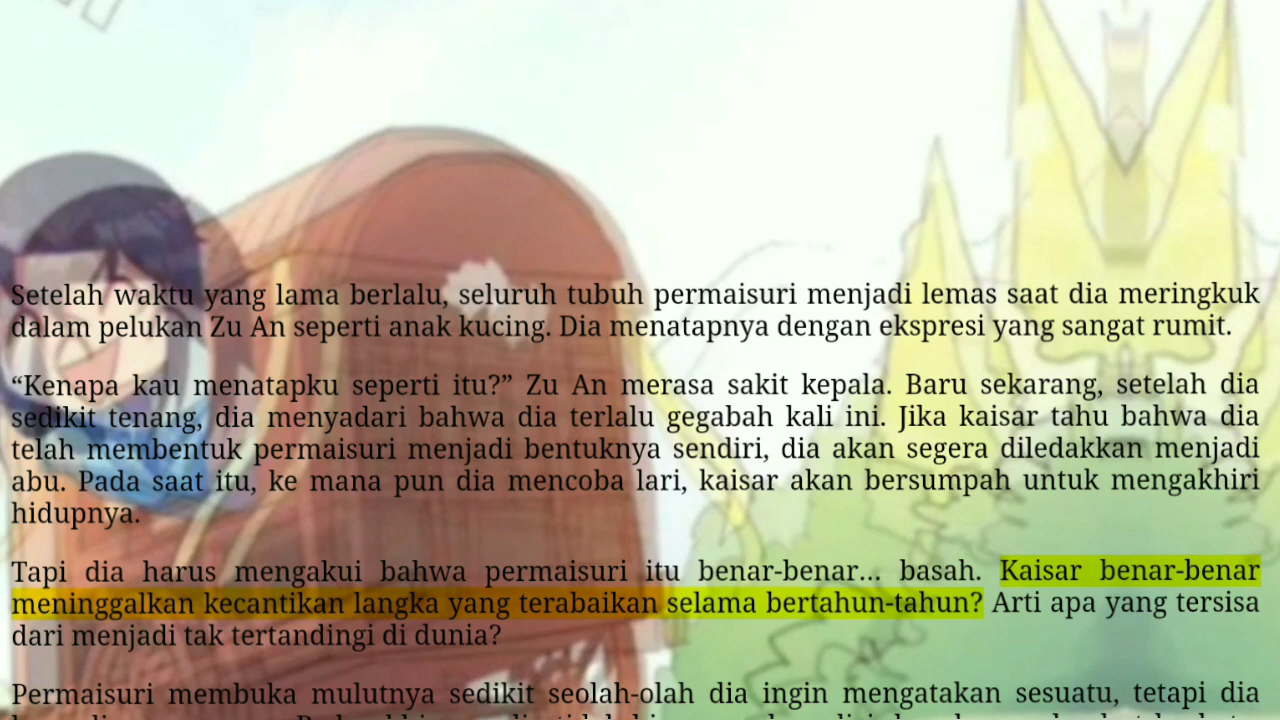 Setelah waktu yang lama berlalu, seluruh tubuh permaisuri menjadi lemas saat dia meringkuk
dalam pelukan Zu An seperti anak kucing. Dia menatapnya dengan ekspresi yang sangat rumit.
“Kenapa kau menatapku seperti itu?” Zu An merasa sakit kepala. Baru sekarang, setelah dia
sedikit tenang, dia menyadari bahwa dia terlalu gegabah kali ini. Jika kaisar tahu bahwa dia
telah membentuk permaisuri menjadi bentuknya sendiri, dia akan segera diledakkan menjadi
abu. Pada saat itu, ke mana pun dia mencoba lari, kaisar akan bersumpah untuk mengakhiri
hidupnya.
Tapi dia harus mengakui bahwa permaisuri itu benar-benar... basah. Kaisar benar-benar
meninggalkan kecantikan langka yang terabaikan selama bertahun-tahun? Arti apa yang tersisa
dari menjadi tak tertandingi di dunia?
Permaisuri membuka mulutnya sedikit seolah-olah dia ingin mengatakan sesuatu, tetapi dia